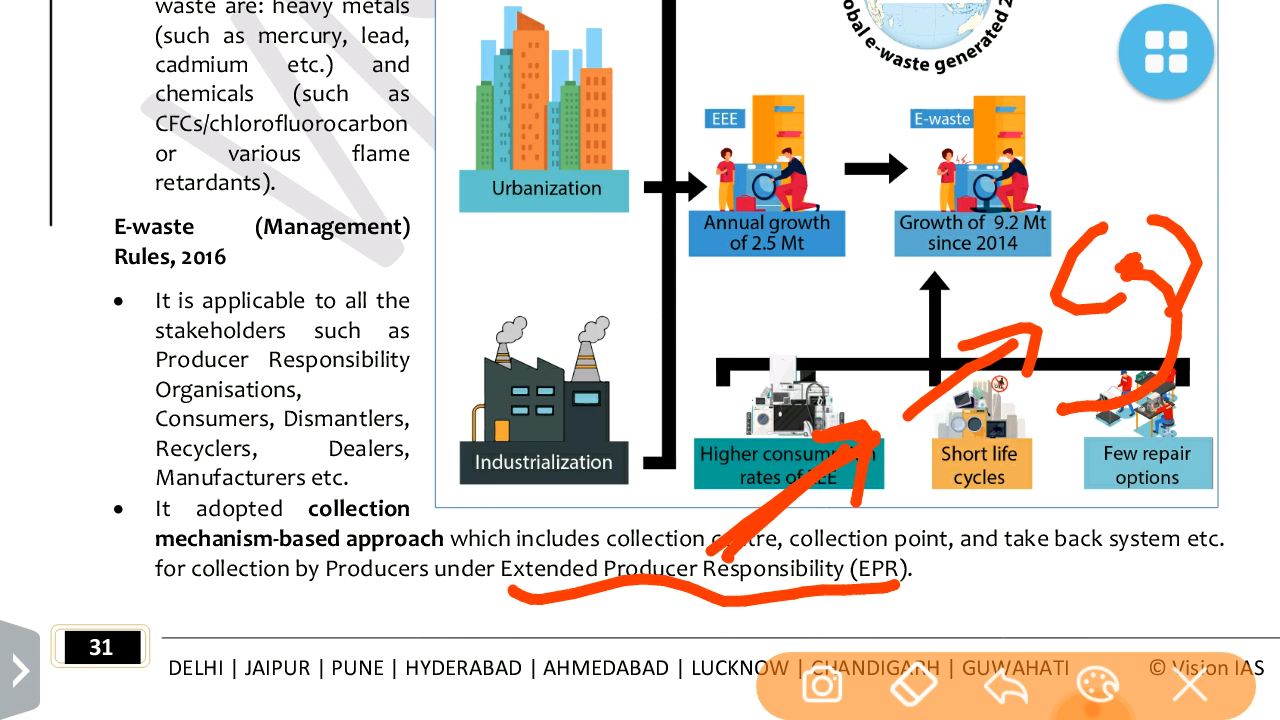 waste are: heavy metals
(such as mercury, lead,
cadmium etc.) and
chemicals (such as
CFCs/chlorofluorocarbon
or various flame
retardants).
E-waste (Management)
Rules, 2016
• It is applicable to all the
stakeholders such as
Producer Responsibility
Organisations,
Consumers, Dismantlers,
Recyclers, Dealers,
Manufacturers etc.
• It adopted collection
mechanism-based approach which includes collection centre, collection point, and take back system etc.
for collection by Producers under Extended Producer Responsibility (EPR).
e-waste generated
EEE
E-waste
Urbanization
Annual growth
of 2.5 Mt
Growth of 9.2 Mt
since 2014
Industrialization
Higher consumption
rates of EEE
Short life
cycles
Few repair
options
31
DELHI | JAIPUR | PUNE | HYDERABAD | AHMEDABAD | LUCKNOW | CHANDIGARH | GUWAHATI
© Vision IAS